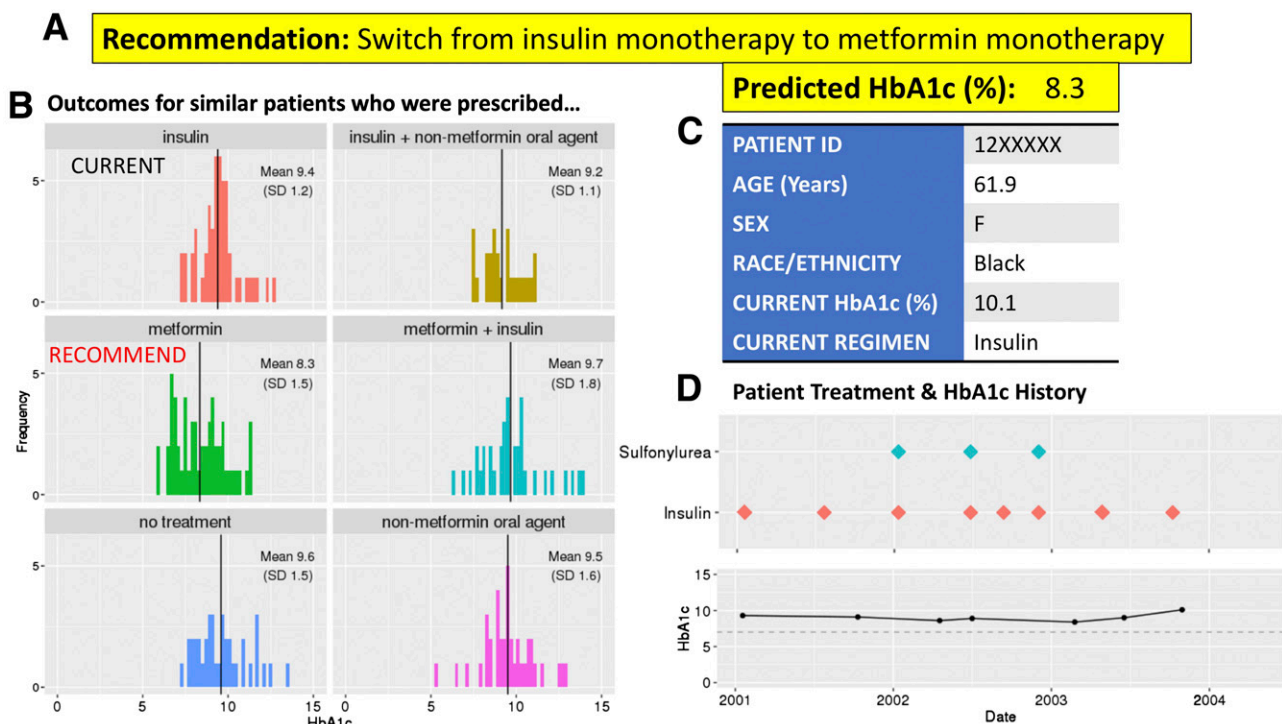 A
Recommendation: Switch from insulin monotherapy to metformin monotherapy
Predicted HbA1c (%): 8.3
B Outcomes for similar patients who were prescribed...
insulin
CURRENT
Mean 9.4
(SD 1.2)
insulin + non-metformin oral agent
Mean 9.2
(SD 1.1)
5
0
metformin
RECOMMEND
Mean 8.3
(SD 1.5)
metformin + insulin
Mean 9.7
(SD 1.8)
Frequency
5
0
no treatment
Mean 9.6
(SD 1.5)
non-metformin oral agent
Mean 9.5
(SD 1.6)
5
0
0 5 10 15 0 5 10 15
HbA1c
C
PATIENT ID 12XXXXX
AGE (Years) 61.9
SEX F
RACE/ETHNICITY Black
CURRENT HbA1c (%) 10.1
CURRENT REGIMEN Insulin
D Patient Treatment & HbA1c History
Sulfonylurea
Insulin
2001 2002 2003 2004
HbA1c
15
10
5
0
2001 2002 2003 2004
Date